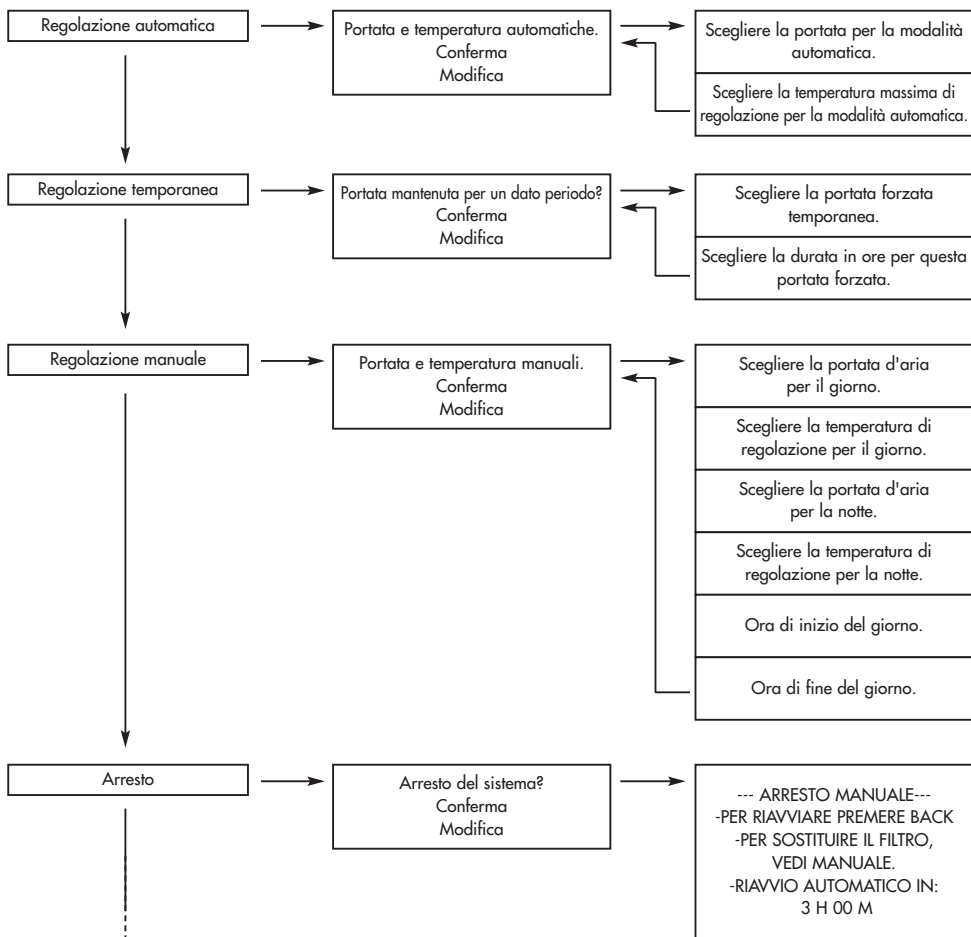 Regolazione automatica
Portata e temperatura automatiche.
Conferma
Modifica
Scegliere la portata per la modalità
automatica.
Scegliere la temperatura massima di
regolazione per la modalità automatica.
Regolazione temporanea
Portata mantenuta per un dato periodo?
Conferma
Modifica
Scegliere la portata forzata
temporanea.
Scegliere la durata in ore per questa
portata forzata.
Regolazione manuale
Portata e temperatura manuali.
Conferma
Modifica
Scegliere la portata d'aria
per il giorno.
Scegliere la temperatura di
regolazione per il giorno.
Scegliere la portata d'aria
per la notte.
Scegliere la temperatura di
regolazione per la notte.
Ora di inizio del giorno.
Ora di fine del giorno.
Arresto
Arresto del sistema?
Conferma
Modifica
--- ARRESTO MANUALE---
-PER RIAVVIARE PREMERE BACK
-PER SOSTITUIRE IL FILTRO,
VEDI MANUALE.
-RIAVVIO AUTOMATICO IN:
3 H 00 M